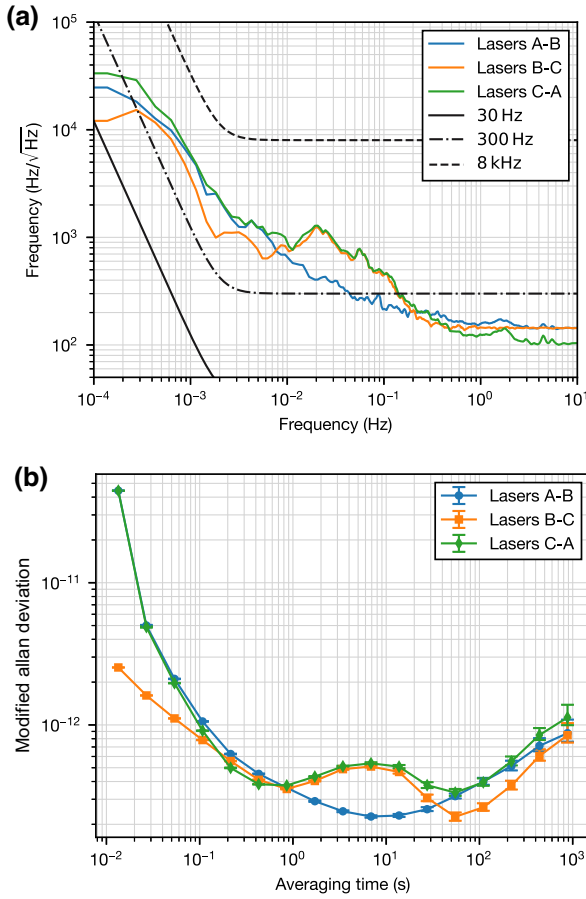 (a)
Lasers A-B
Lasers B-C
Lasers C-A
30 Hz
300 Hz
8 kHz
10^5
10^4
10^3
10^2
Frequency (Hz/√Hz)
10^-4
10^-3
10^-2
10^-1
10^0
10^1
Frequency (Hz)
(b)
Lasers A-B
Lasers B-C
Lasers C-A
10^-11
10^-12
Modified allan deviation
10^-2
10^-1
10^0
10^1
10^2
10^3
Averaging time (s)